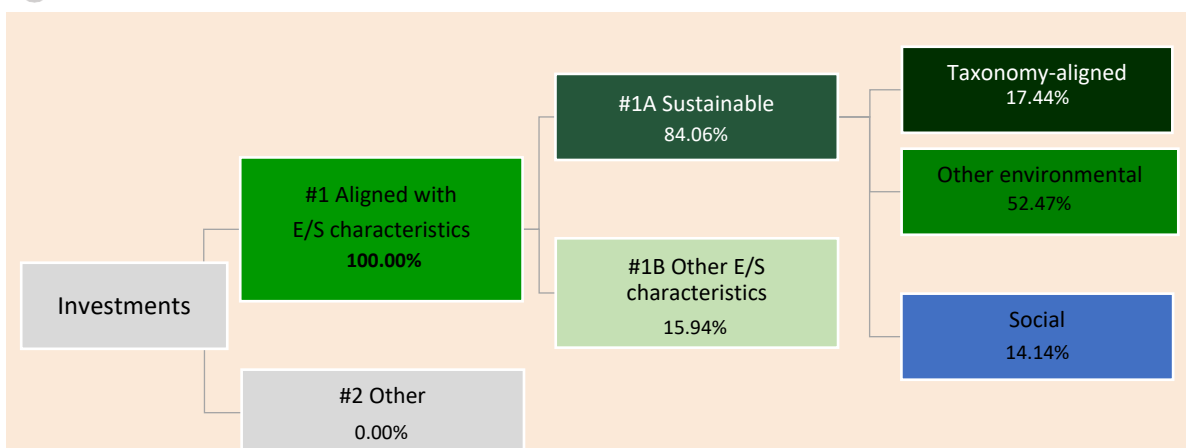 Investments
#1 Aligned with
E/S characteristics
100.00%
#2 Other
0.00%
#1A Sustainable
84.06%
#1B Other E/S
characteristics
15.94%
Taxonomy-aligned
17.44%
Other environmental
52.47%
Social
14.14%